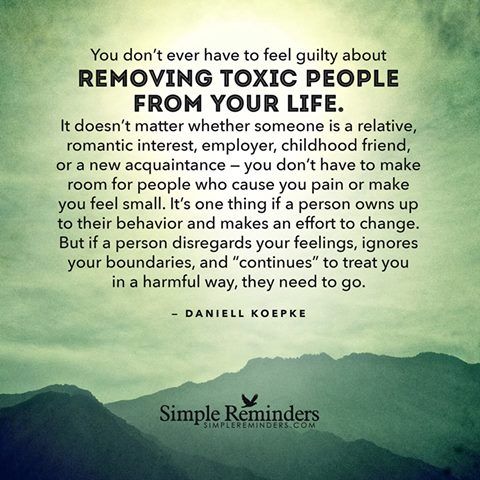 You don't ever have to feel guilty about
REMOVING TOXIC PEOPLE
FROM YOUR LIFE.
It doesn't matter whether someone is a relative,
romantic interest, employer, childhood friend,
or a new acquaintance — you don't have to make
room for people who cause you pain or make
you feel small. It's one thing if a person owns up
to their behavior and makes an effort to change.
But if a person disregards your feelings, ignores
your boundaries, and “continues” to treat you
in a harmful way, they need to go.
— DANIELL KOEPKE
Simple Reminders
SIMPLEREMINDERS.COM